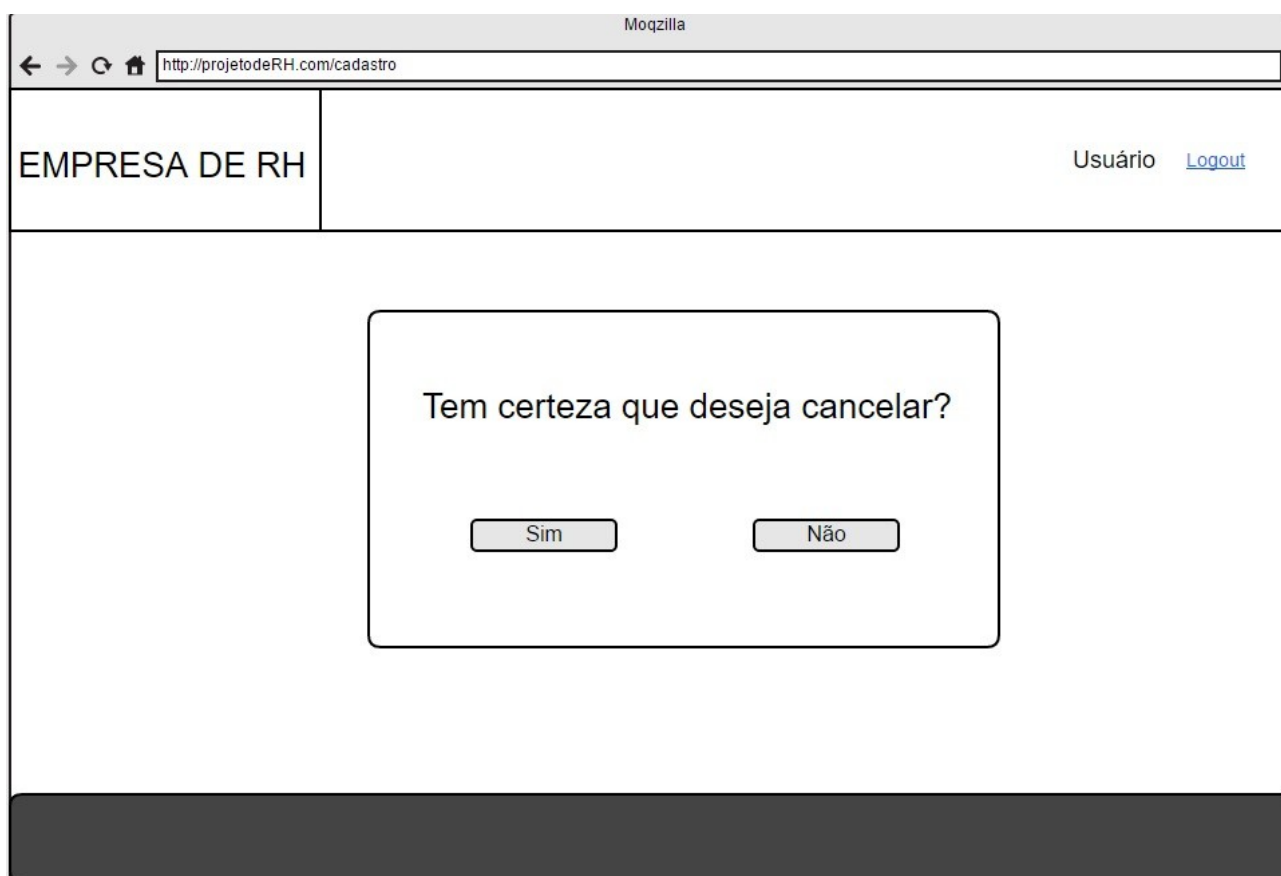 Moqzilla
http://projetodeRH.com/cadastro
EMPRESA DE RH
Usuário Logout
Tem certeza que deseja cancelar?
Sim Não